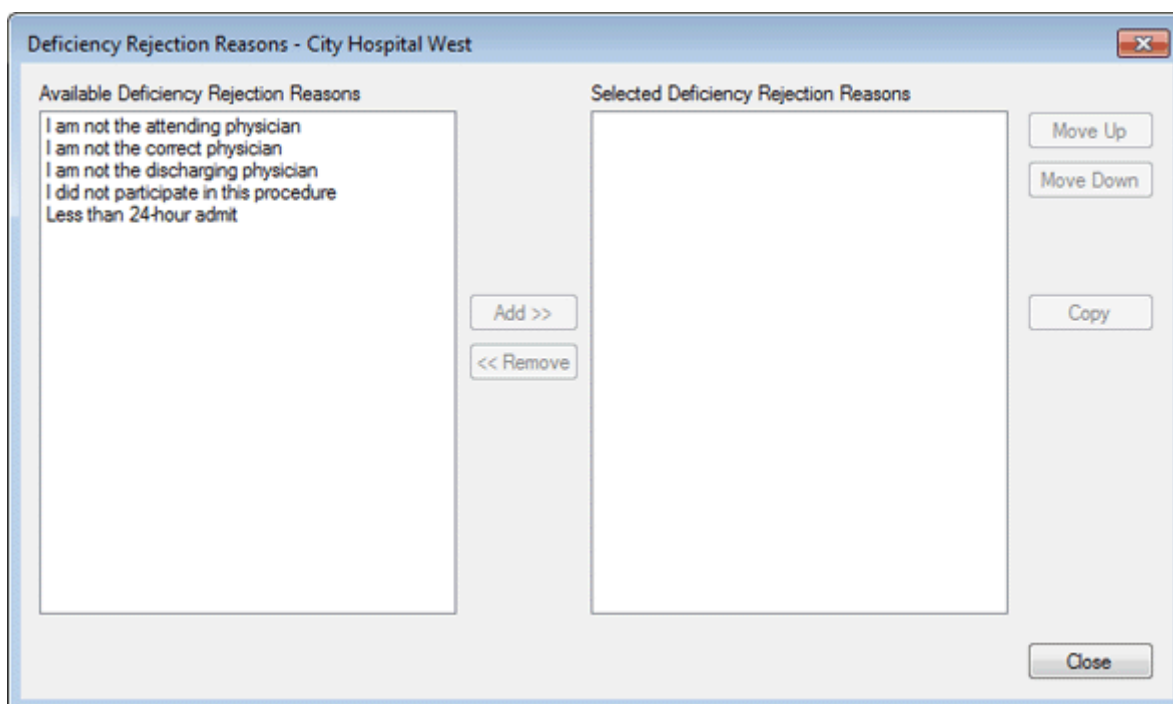 Deficiency Rejection Reasons - City Hospital West
Available Deficiency Rejection Reasons
I am not the attending physician
I am not the correct physician
I am not the discharging physician
I did not participate in this procedure
Less than 24-hour admit
Add >>
<< Remove
Selected Deficiency Rejection Reasons
Move Up
Move Down
Copy
Close